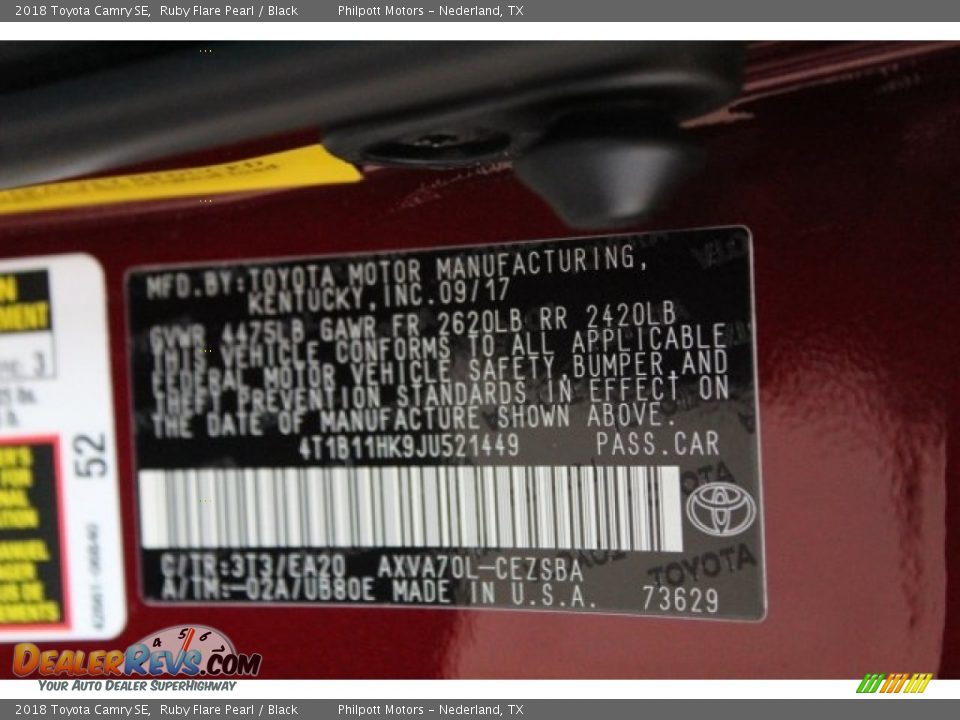 2018 Toyota Camry SE, Ruby Flare Pearl / Black Philpott Motors - Nederland, TX
MFD.BY:TOYOTA MOTOR MANUFACTURING,
KENTUCKY,INC.09/17
GVWR 4475LB GAWR FR 2620LB RR 2420LB
THIS VEHICLE CONFORMS TO ALL APPLICABLE
FEDERAL MOTOR VEHICLE SAFETY,BUMPER,AND
THEFT PREVENTION STANDARDS IN EFFECT ON
THE DATE OF MANUFACTURE SHOWN ABOVE.
4T1B11HK9JU521449 PASS.CAR
C/TR:3T3/EA20 AXVA70L-CEZSBA
A/TM:-02A/UB80E MADE IN U.S.A. 73629
TOYOTA
52
3
4 5 6
DealerRevs.com
Your Auto Dealer SuperHighway
2018 Toyota Camry SE, Ruby Flare Pearl / Black Philpott Motors - Nederland, TX